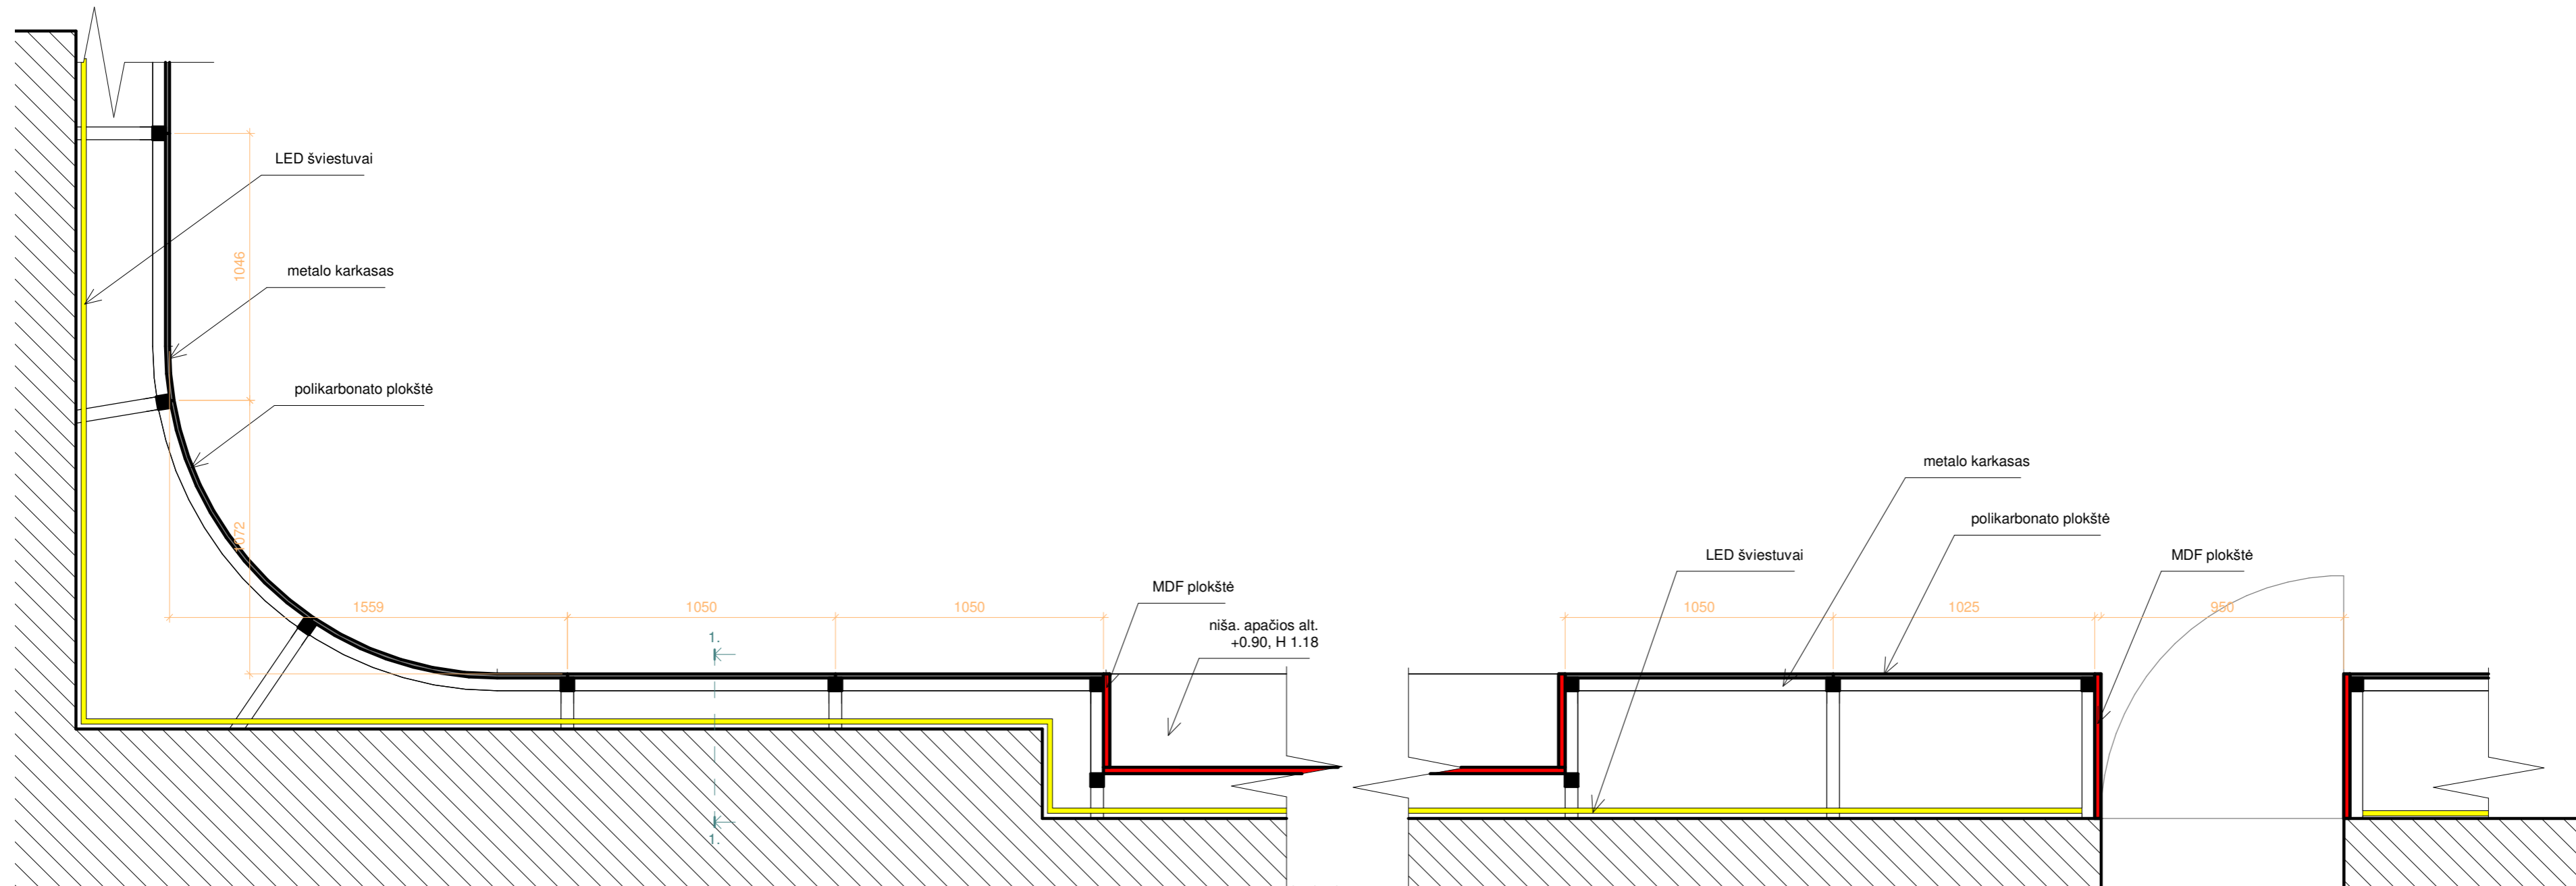 LED šviestuvai
metalo karkasas
polikarbonato plokštė
1046
1072
1559
1050
1050
1.
1.
MDF plokštė
niša. apačios alt.
+0.90, H 1.18
metalo karkasas
polikarbonato plokštė
LED šviestuvai
MDF plokštė
1050
1025
950